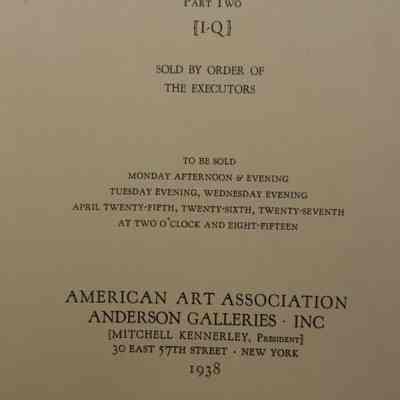 PART TWO
⟦I·Q⟧
SOLD BY ORDER OF
THE EXECUTORS
TO BE SOLD
MONDAY AFTERNOON & EVENING
TUESDAY EVENING, WEDNESDAY EVENING
APRIL TWENTY-FIFTH, TWENTY-SIXTH, TWENTY-SEVENTH
AT TWO O'CLOCK AND EIGHT-FIFTEEN
AMERICAN ART ASSOCIATION
ANDERSON GALLERIES · INC
[MITCHELL KENNERLEY, PRESIDENT]
30 EAST 57TH STREET · NEW YORK
1938